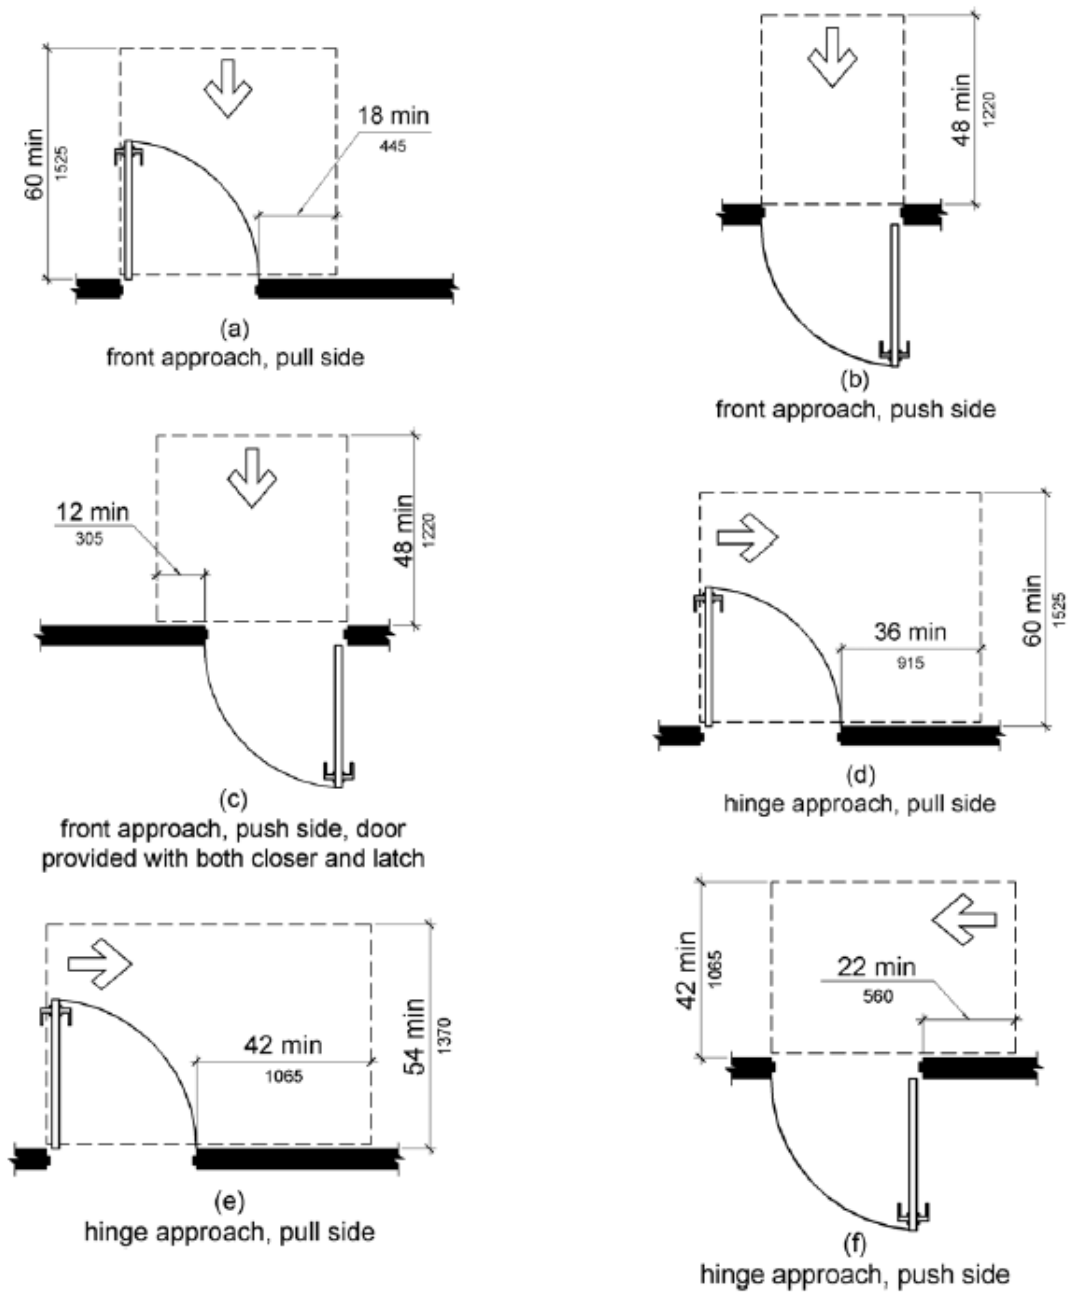 60 min
1525
18 min
445
(a)
front approach, pull side
48 min
1220
(b)
front approach, push side
12 min
305
48 min
1220
(c)
front approach, push side, door
provided with both closer and latch
36 min
915
60 min
1525
(d)
hinge approach, pull side
42 min
1065
54 min
1370
(e)
hinge approach, pull side
42 min
1065
22 min
560
(f)
hinge approach, push side